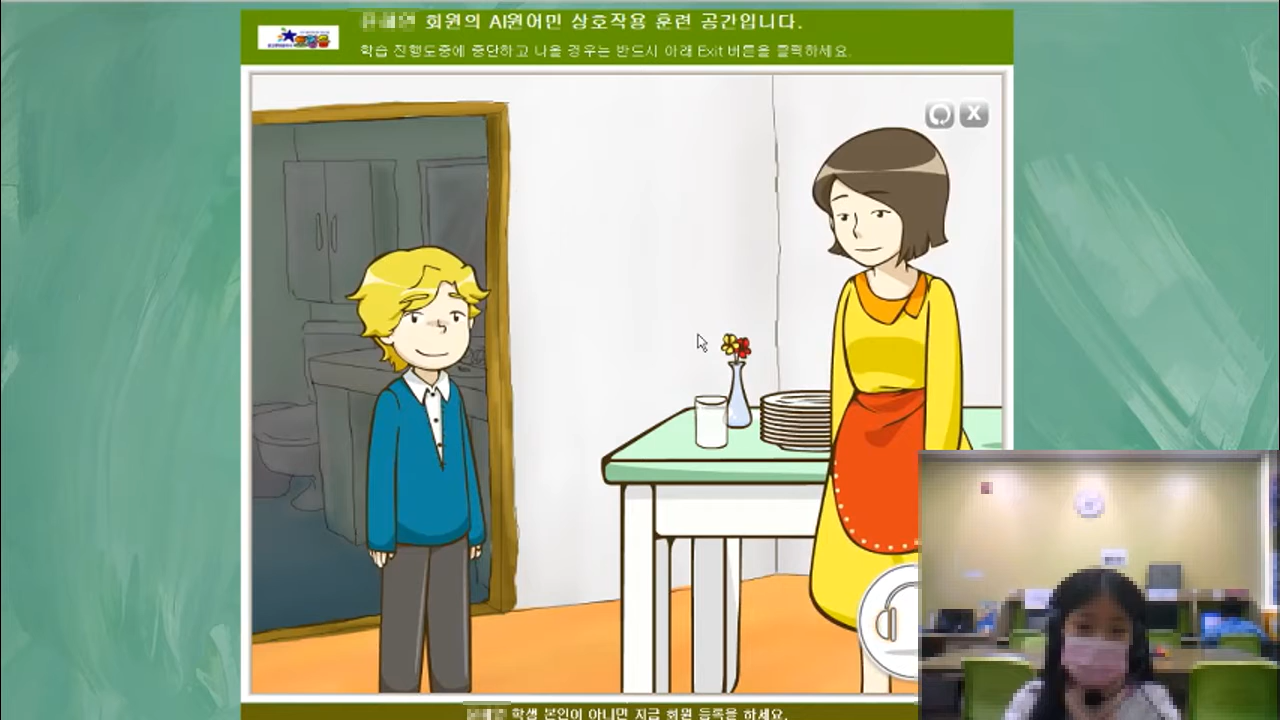 회원의 AI원어민 상호작용 훈련 공간입니다.
학습 진행도중에 중단하고 나올 경우는 반드시 아래 Exit 버튼을 클릭하세요.
X
학생 본인이 아니면 지금 회원 등록을 하세요.